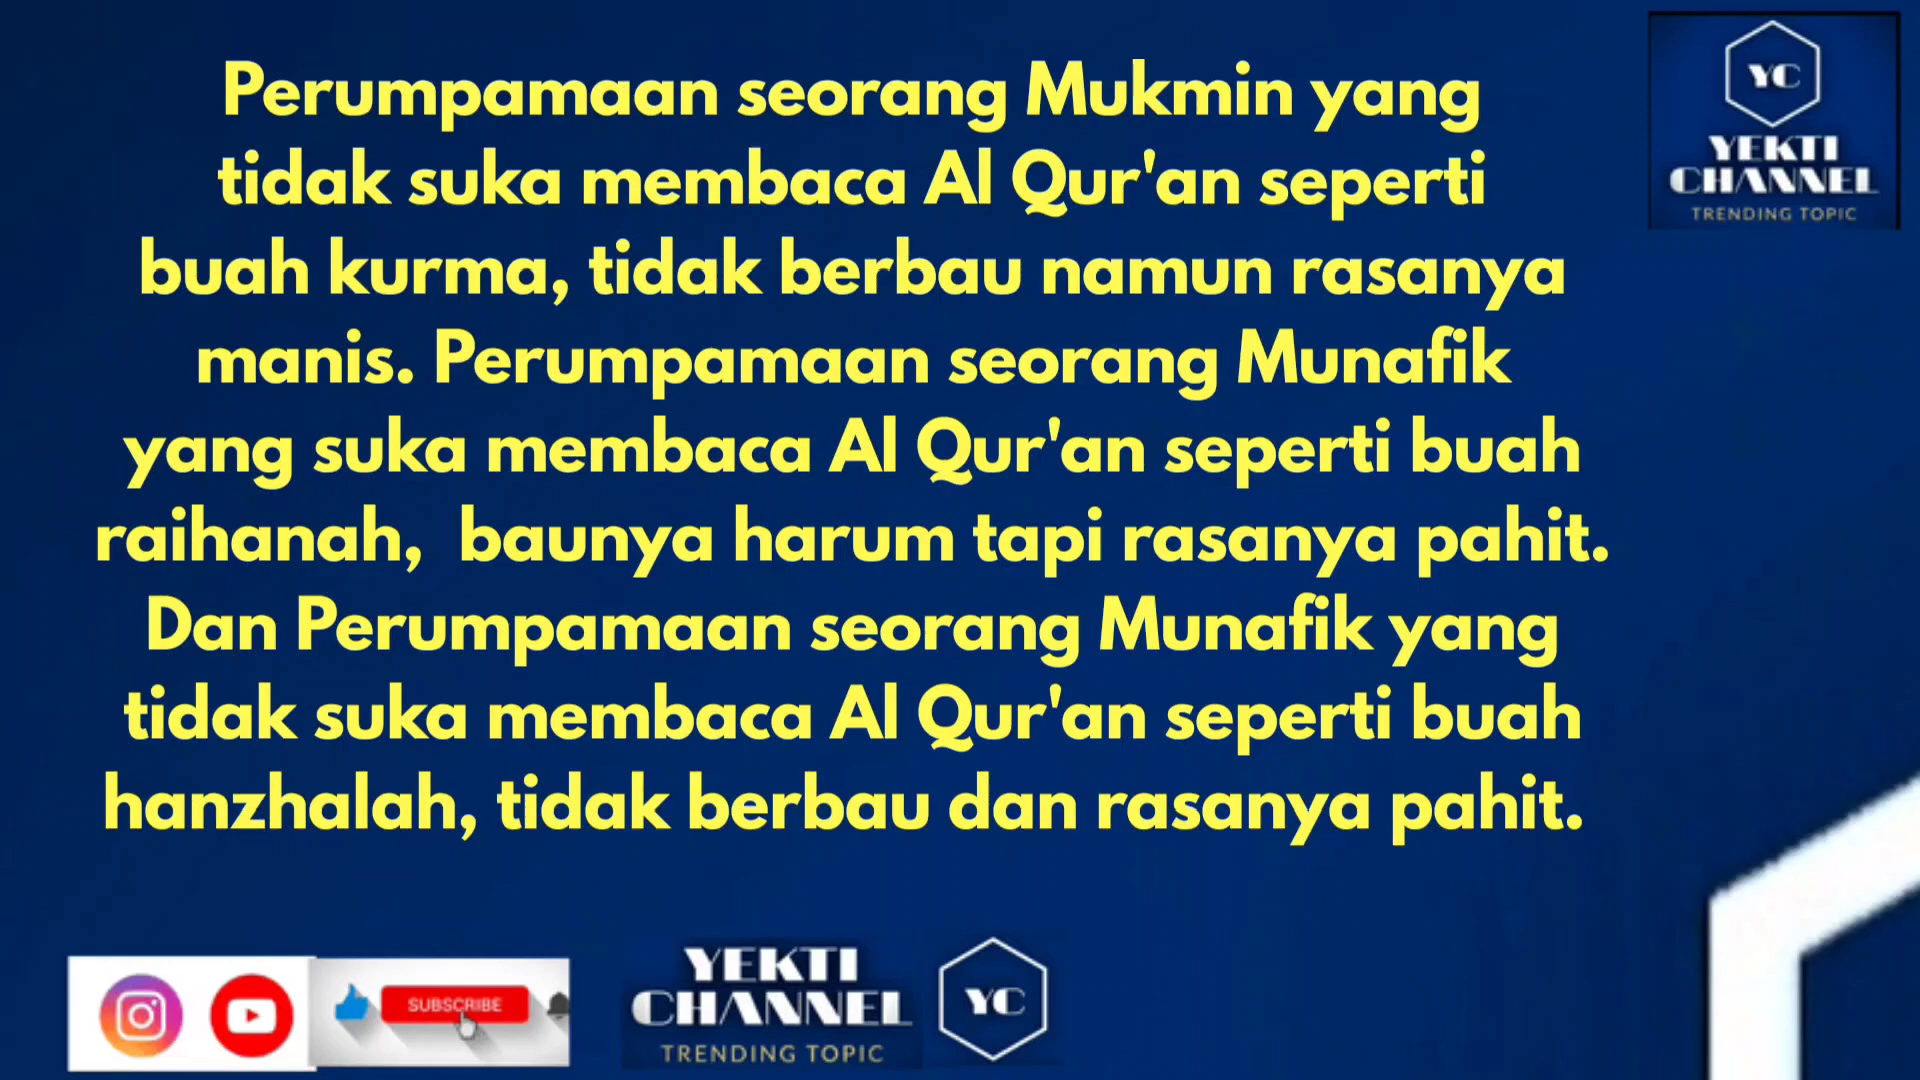 Perumpamaan seorang Mukmin yang
tidak suka membaca Al Qur'an seperti
buah kurma, tidak berbau namun rasanya
manis. Perumpamaan seorang Munafik
yang suka membaca Al Qur'an seperti buah
raihanah,  baunya harum tapi rasanya pahit.
Dan Perumpamaan seorang Munafik yang
tidak suka membaca Al Qur'an seperti buah
hanzhalah, tidak berbau dan rasanya pahit.
YC
YEKTI
CHANNEL
TRENDING TOPIC
SUBSCRIBE
YEKTI
CHANNEL
TRENDING TOPIC
YC